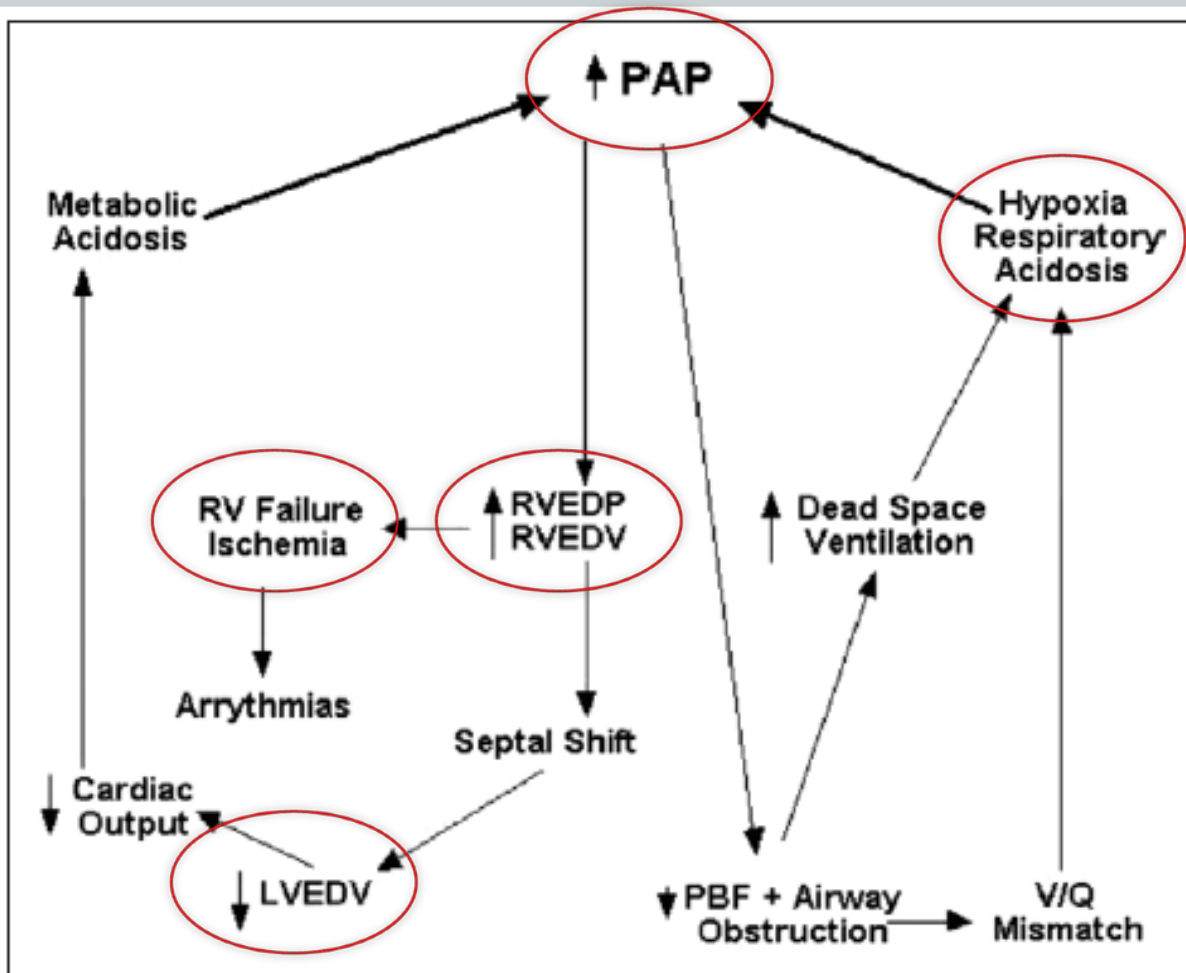 PAP
Metabolic
Acidosis
Hypoxia
Respiratory
Acidosis
RV Failure
Ischemia
RVEDP
RVEDV
Dead Space
Ventilation
Arrythmias
Septal Shift
Cardiac
Output
LVEDV
PBF + Airway
Obstruction
V/Q
Mismatch